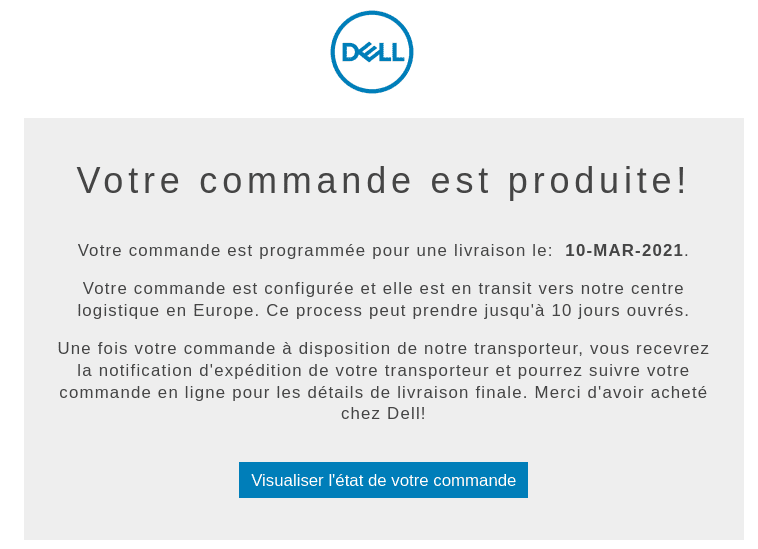 DELL
Votre commande est produite!
Votre commande est programmée pour une livraison le: 10-MAR-2021.
Votre commande est configurée et elle est en transit vers notre centre
logistique en Europe. Ce process peut prendre jusqu'à 10 jours ouvrés.
Une fois votre commande à disposition de notre transporteur, vous recevrez
la notification d'expédition de votre transporteur et pourrez suivre votre
commande en ligne pour les détails de livraison finale. Merci d'avoir acheté
chez Dell!
Visualiser l'état de votre commande